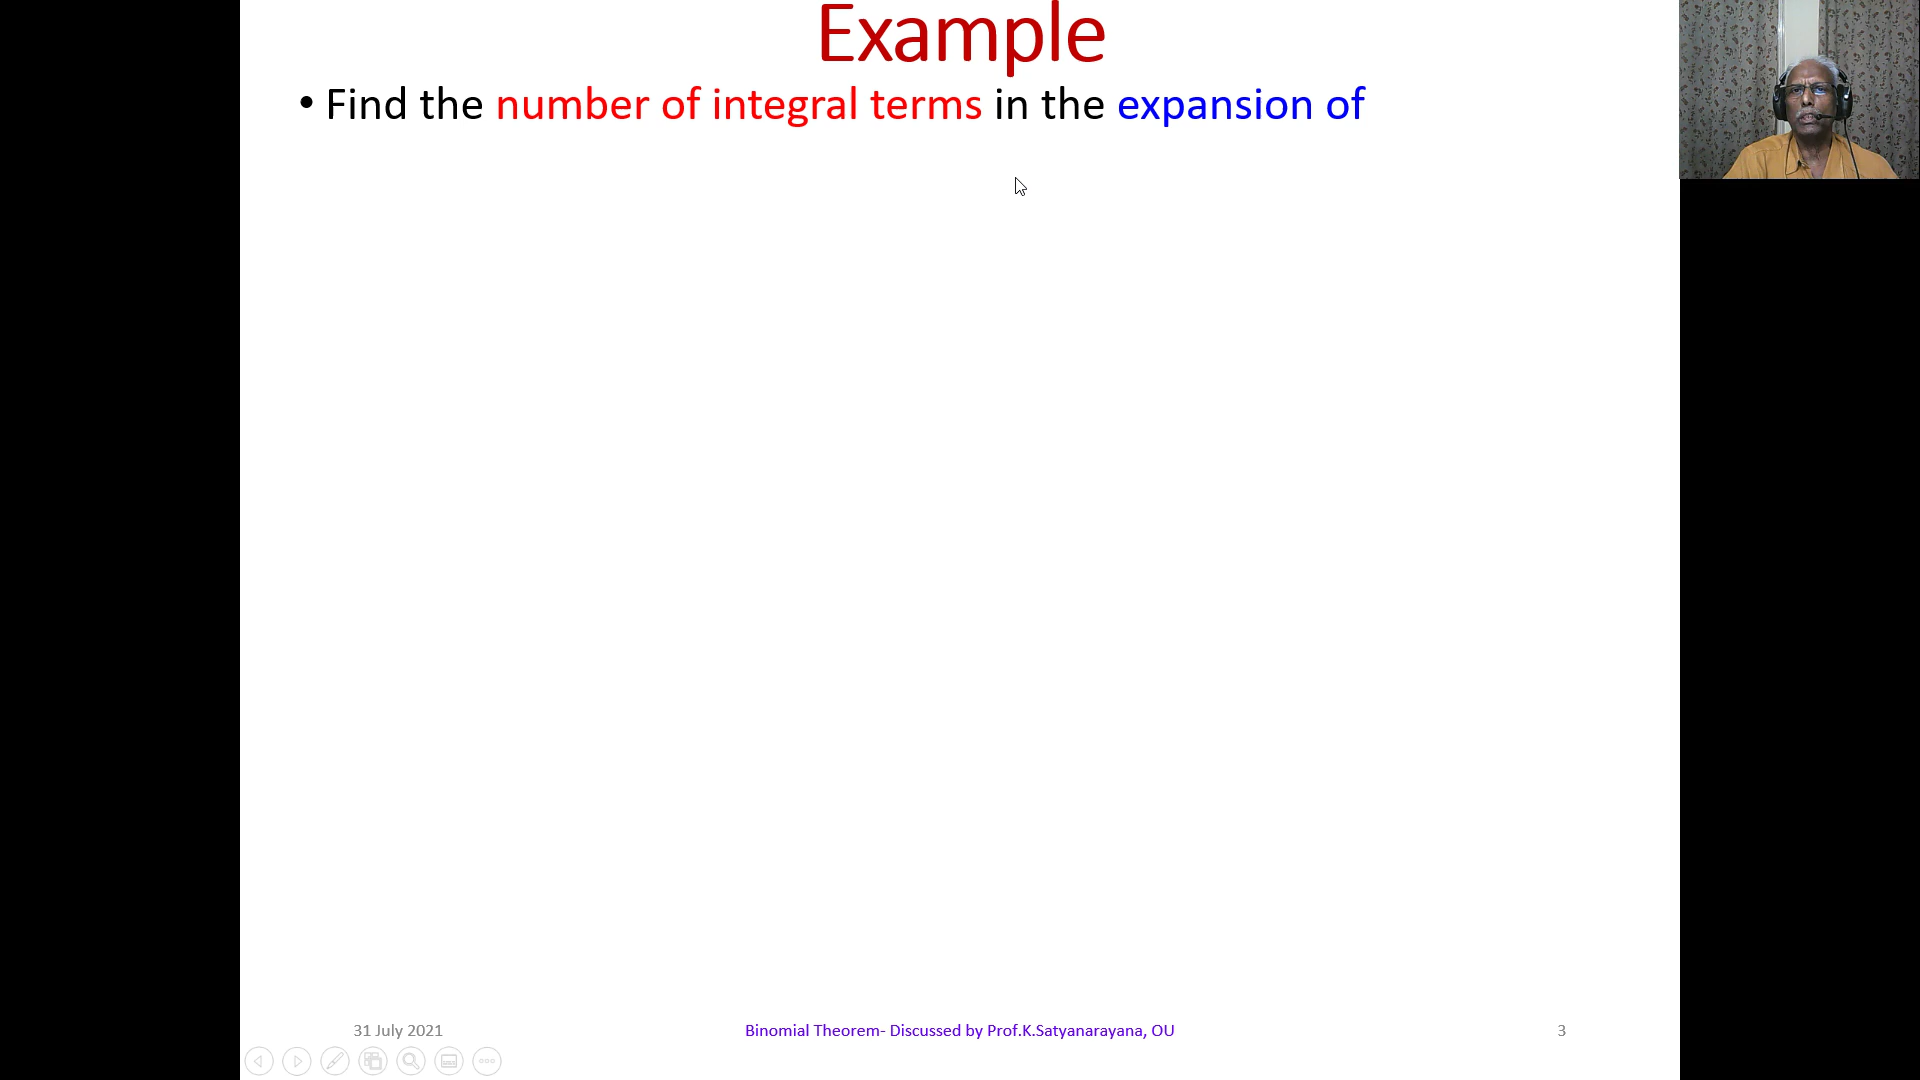 Example
• Find the number of integral terms in the expansion of
31 July 2021
Binomial Theorem- Discussed by Prof.K.Satyanarayana, OU
3